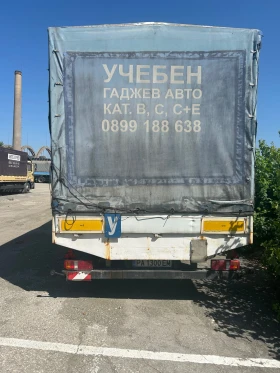 УЧЕБЕН
ГАДЖЕВ АВТО
КАТ. B, C, C+E
0899 188 638
У